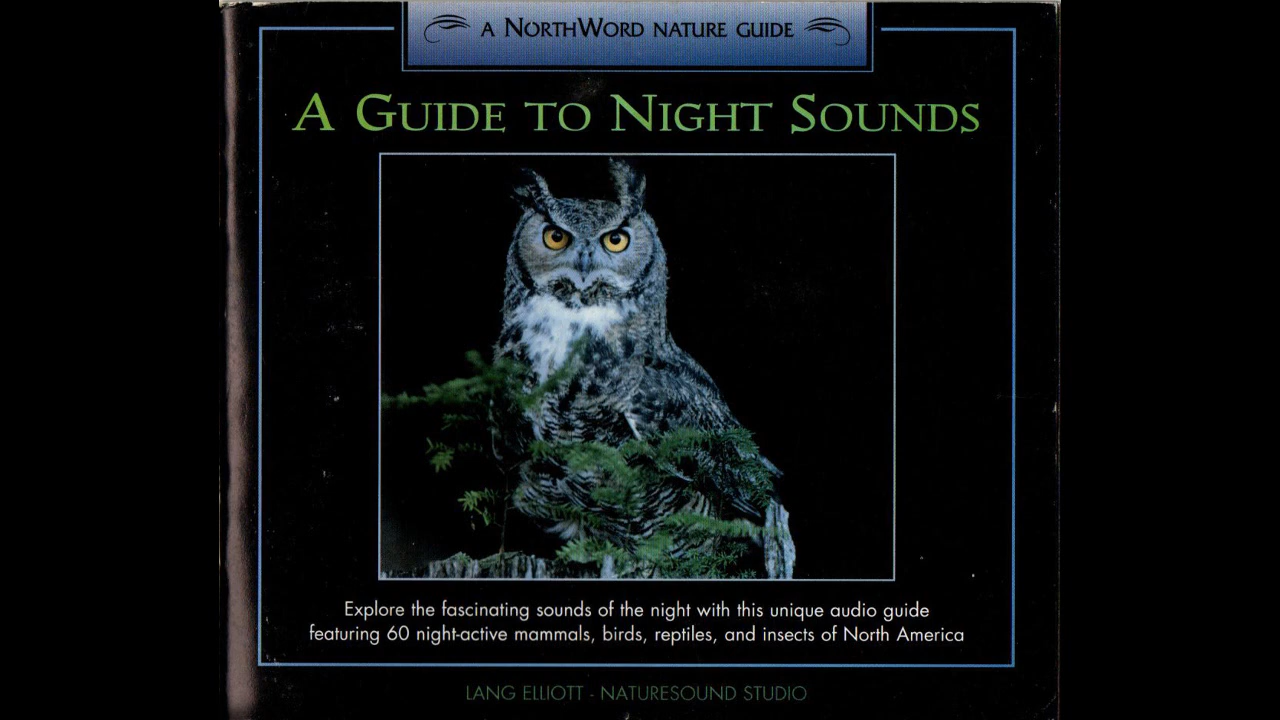 A NORTHWORD NATURE GUIDE
A GUIDE TO NIGHT SOUNDS
Explore the fascinating sounds of the night with this unique audio guide
featuring 60 night-active mammals, birds, reptiles, and insects of North America
LANG ELLIOTT - NATURESOUND STUDIO